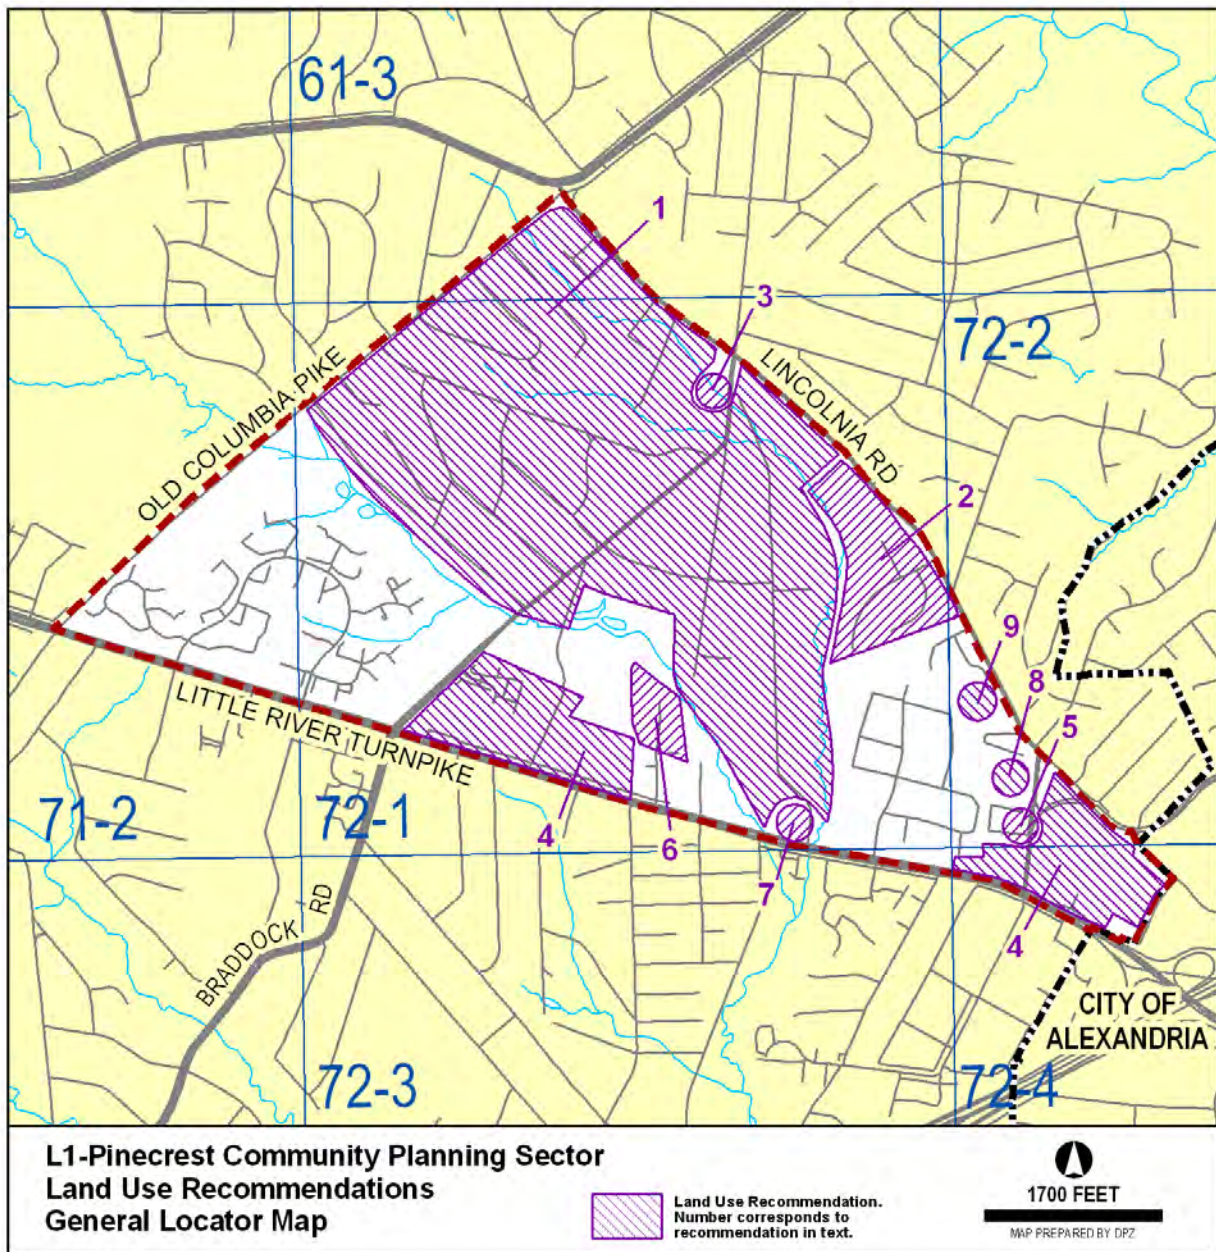 61-3
1
3
72-2
OLD COLUMBIA PIKE
LINCOLNIA RD
2
9
8
5
LITTLE RIVER TURNPIKE
71-2
72-1
4
6
7
4
BRADDOCK RD
CITY OF
ALEXANDRIA
72-3
72-4
L1-Pinecrest Community Planning Sector
Land Use Recommendations
General Locator Map
Land Use Recommendation.
Number corresponds to
recommendation in text.
1700 FEET
MAP PREPARED BY DPZ